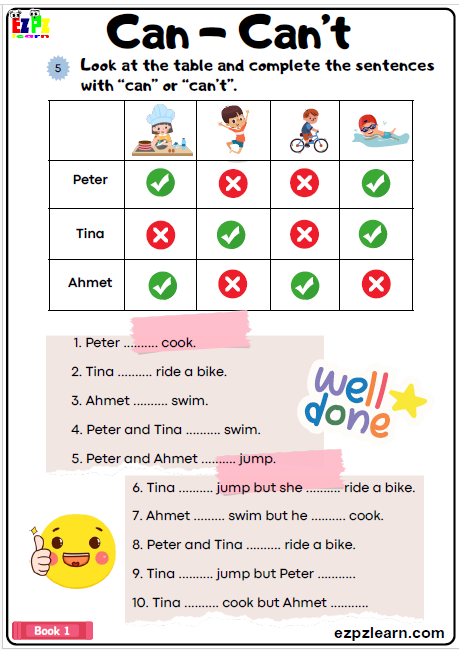 EzPz
learn
Can – Can't
5
Look at the table and complete the sentences
with “can” or “can't”.
Peter
Tina
Ahmet
1. Peter .......... cook.
2. Tina .......... ride a bike.
3. Ahmet .......... swim.
4. Peter and Tina .......... swim.
5. Peter and Ahmet .......... jump.
well
done
6. Tina .......... jump but she .......... ride a bike.
7. Ahmet ......... swim but he .......... cook.
8. Peter and Tina .......... ride a bike.
9. Tina .......... jump but Peter ...........
10. Tina .......... cook but Ahmet ...........
Book 1
ezpzlearn.com